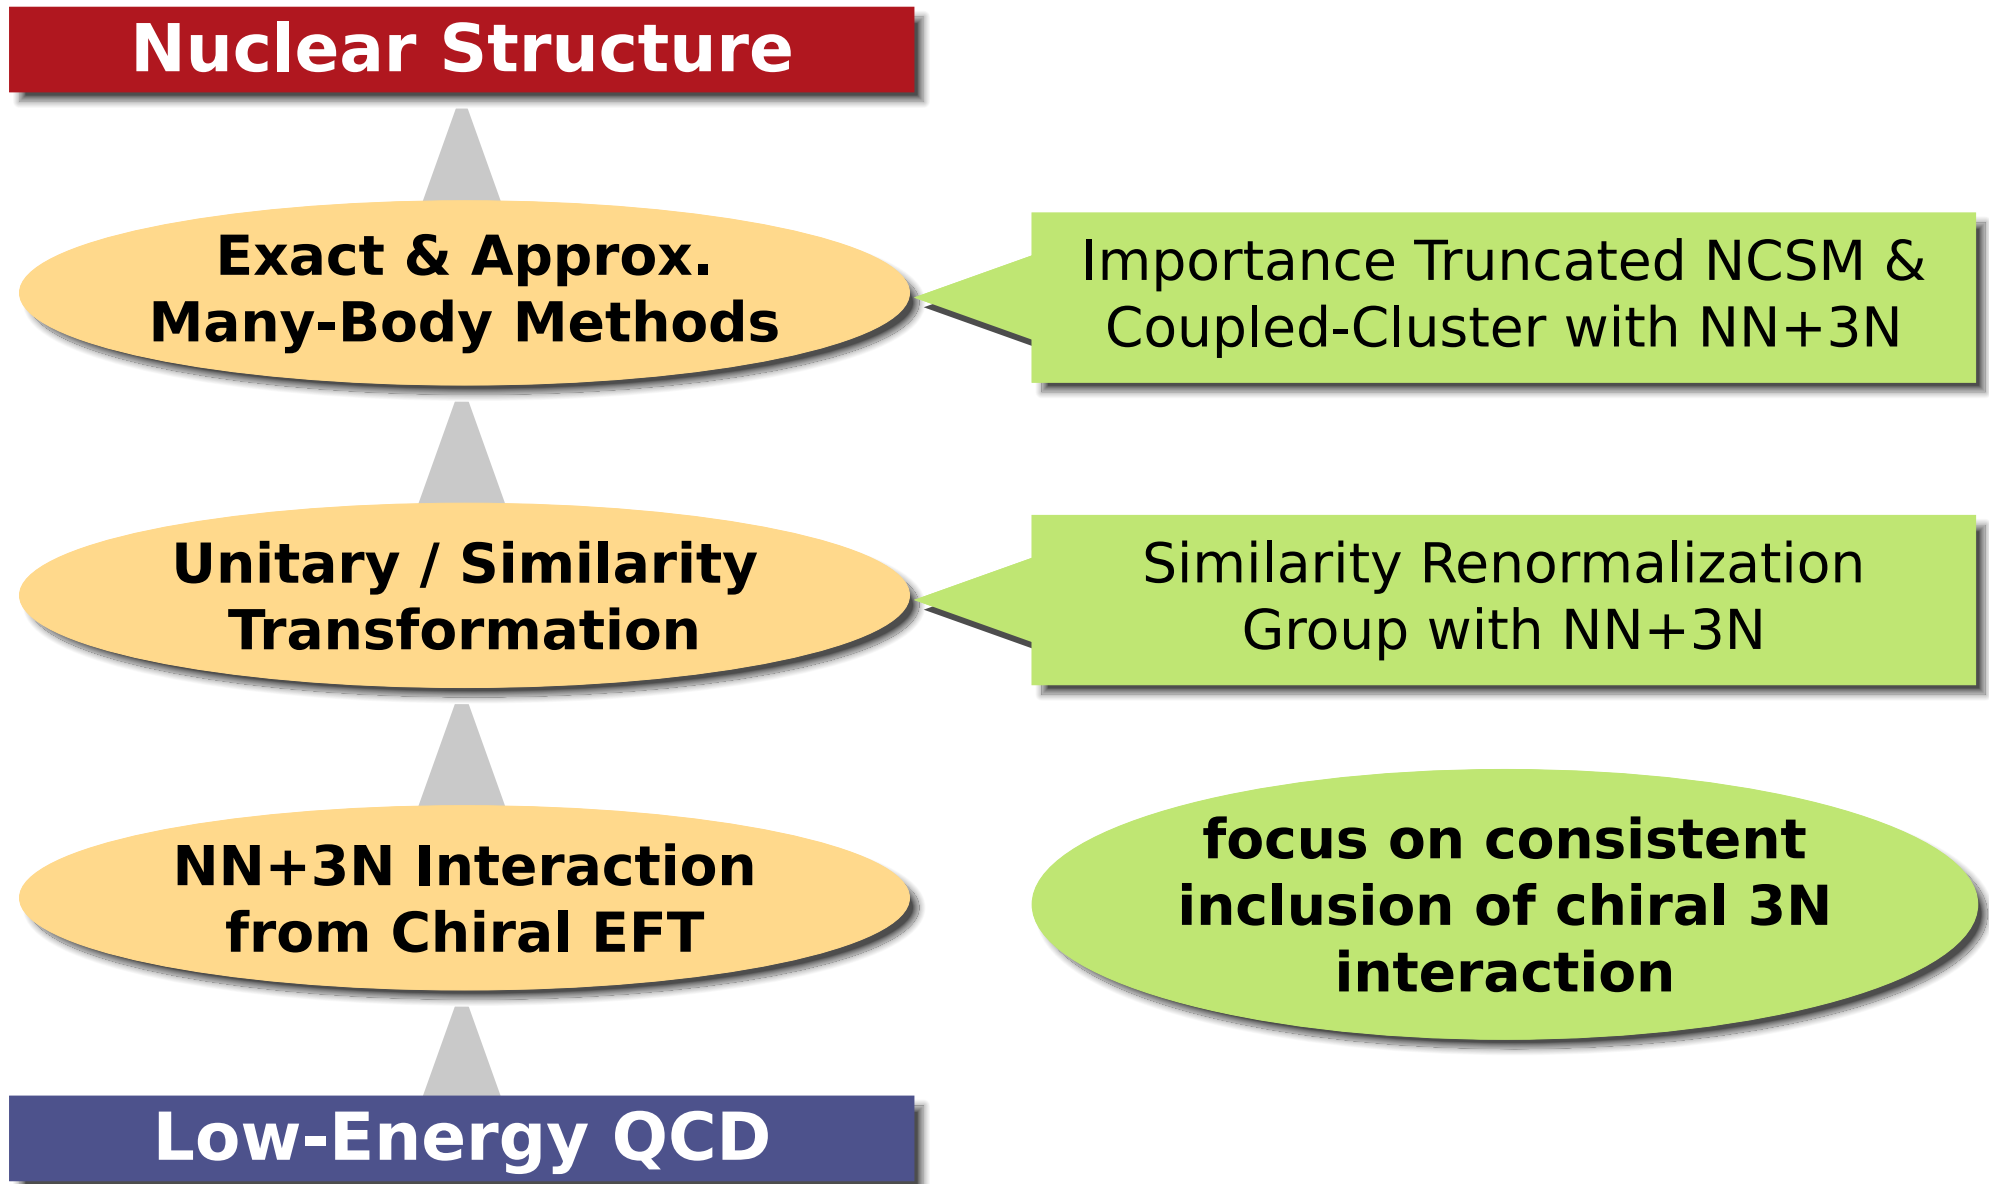 Nuclear Structure
Exact & Approx.
Many-Body Methods
Importance Truncated NCSM &
Coupled-Cluster with NN+3N
Unitary / Similarity
Transformation
Similarity Renormalization
Group with NN+3N
NN+3N Interaction
from Chiral EFT
focus on consistent
inclusion of chiral 3N
interaction
Low-Energy QCD